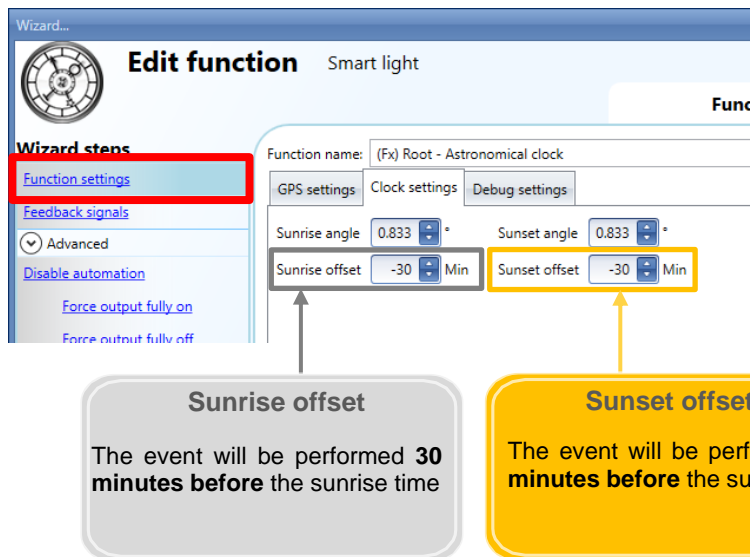 Wizard...
Edit function Smart light
Func
Wizard steps
Function settings
Feedback signals
Advanced
Disable automation
Force output fully on
Force output fully off
Function name: (Fx) Root - Astronomical clock
GPS settings Clock settings Debug settings
Sunrise angle 0.833 ° Sunset angle 0.833 °
Sunrise offset -30 Min Sunset offset -30 Min
Sunrise offset
The event will be performed 30
minutes before the sunrise time
Sunset offset
The event will be perf
minutes before the su